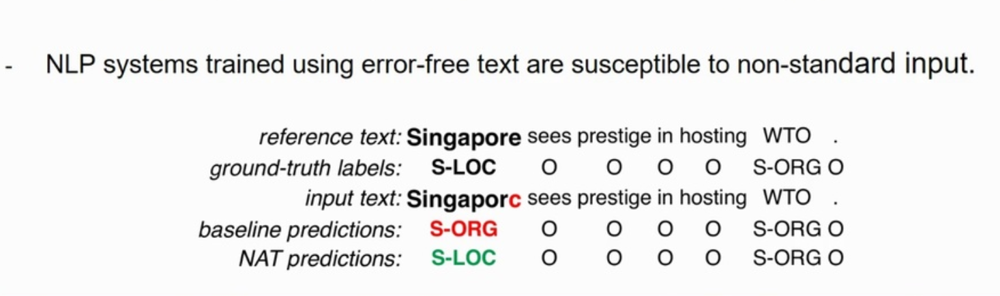 - NLP systems trained using error-free text are susceptible to non-standard input.
reference text: Singapore sees prestige in hosting WTO .
ground-truth labels: S-LOC O O O O S-ORG O
input text: Singaporc sees prestige in hosting WTO .
baseline predictions: S-ORG O O O O S-ORG O
NAT predictions: S-LOC O O O O S-ORG O